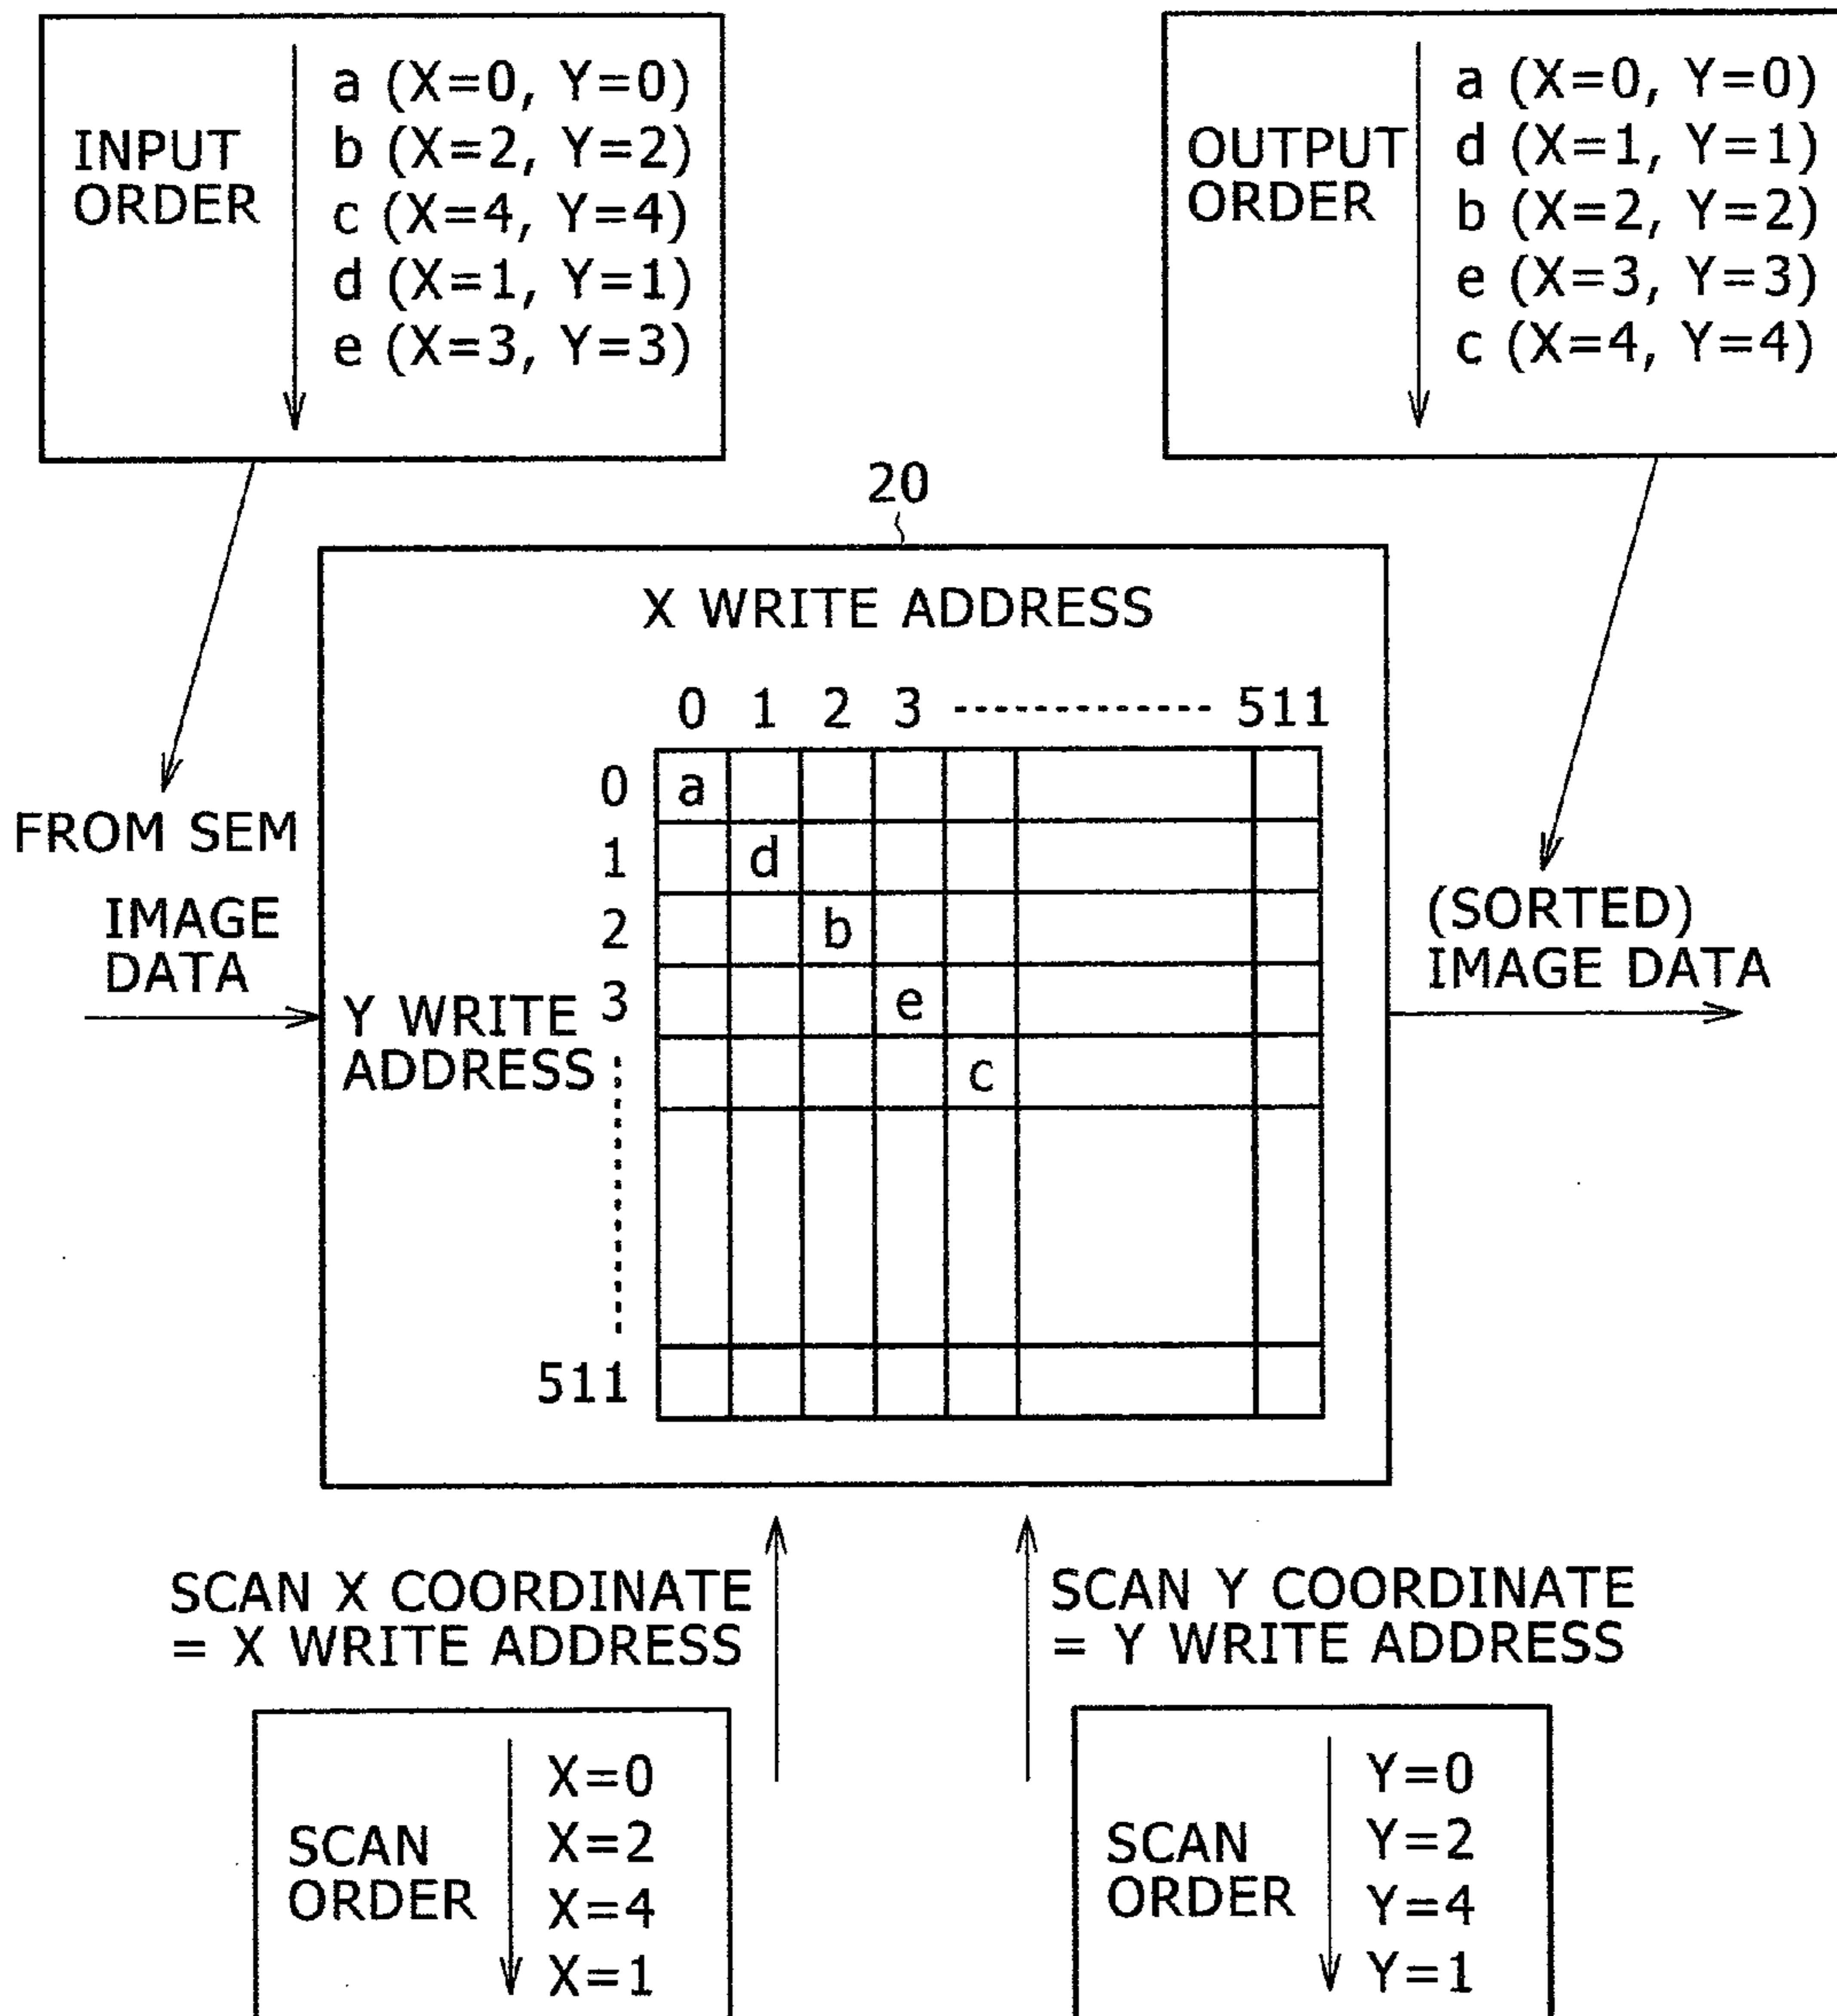 INPUT
ORDER
a (X=0, Y=0)
b (X=2, Y=2)
c (X=4, Y=4)
d (X=1, Y=1)
e (X=3, Y=3)
OUTPUT
ORDER
a (X=0, Y=0)
d (X=1, Y=1)
b (X=2, Y=2)
e (X=3, Y=3)
c (X=4, Y=4)
20
X WRITE ADDRESS
0 1 2 3 ------------- 511
0 a
1 d
2 b
3 e
c
511
Y WRITE
ADDRESS
FROM SEM
IMAGE
DATA
(SORTED)
IMAGE DATA
SCAN X COORDINATE
= X WRITE ADDRESS
SCAN Y COORDINATE
= Y WRITE ADDRESS
SCAN
ORDER
X=0
X=2
X=4
X=1
SCAN
ORDER
Y=0
Y=2
Y=4
Y=1